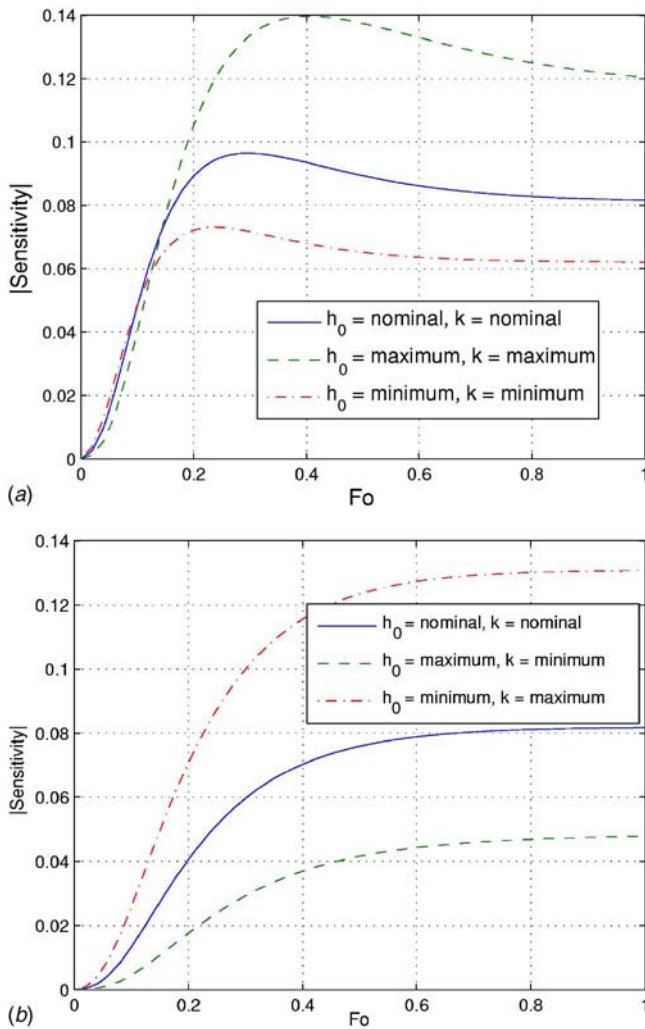 0.14
0.12
0.1
0.08
0.06
0.04
0.02
0
|Sensitivity|
h0 = nominal, k = nominal
h0 = maximum, k = maximum
h0 = minimum, k = minimum
0 0.2 0.4 0.6 0.8 1
Fo
(a)
0.14
0.12
0.1
0.08
0.06
0.04
0.02
0
|Sensitivity|
h0 = nominal, k = nominal
h0 = maximum, k = minimum
h0 = minimum, k = maximum
0 0.2 0.4 0.6 0.8 1
Fo
(b)